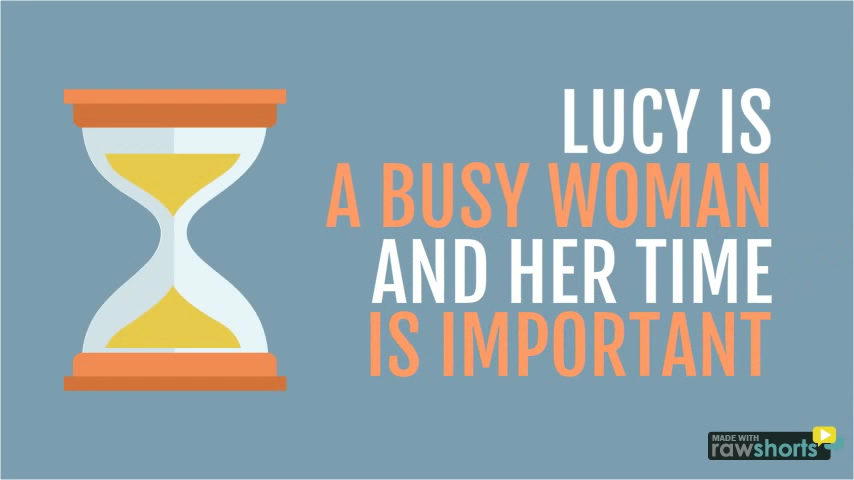 LUCY IS
A BUSY WOMAN
AND HER TIME
IS IMPORTANT
MADE WITH
rawshorts